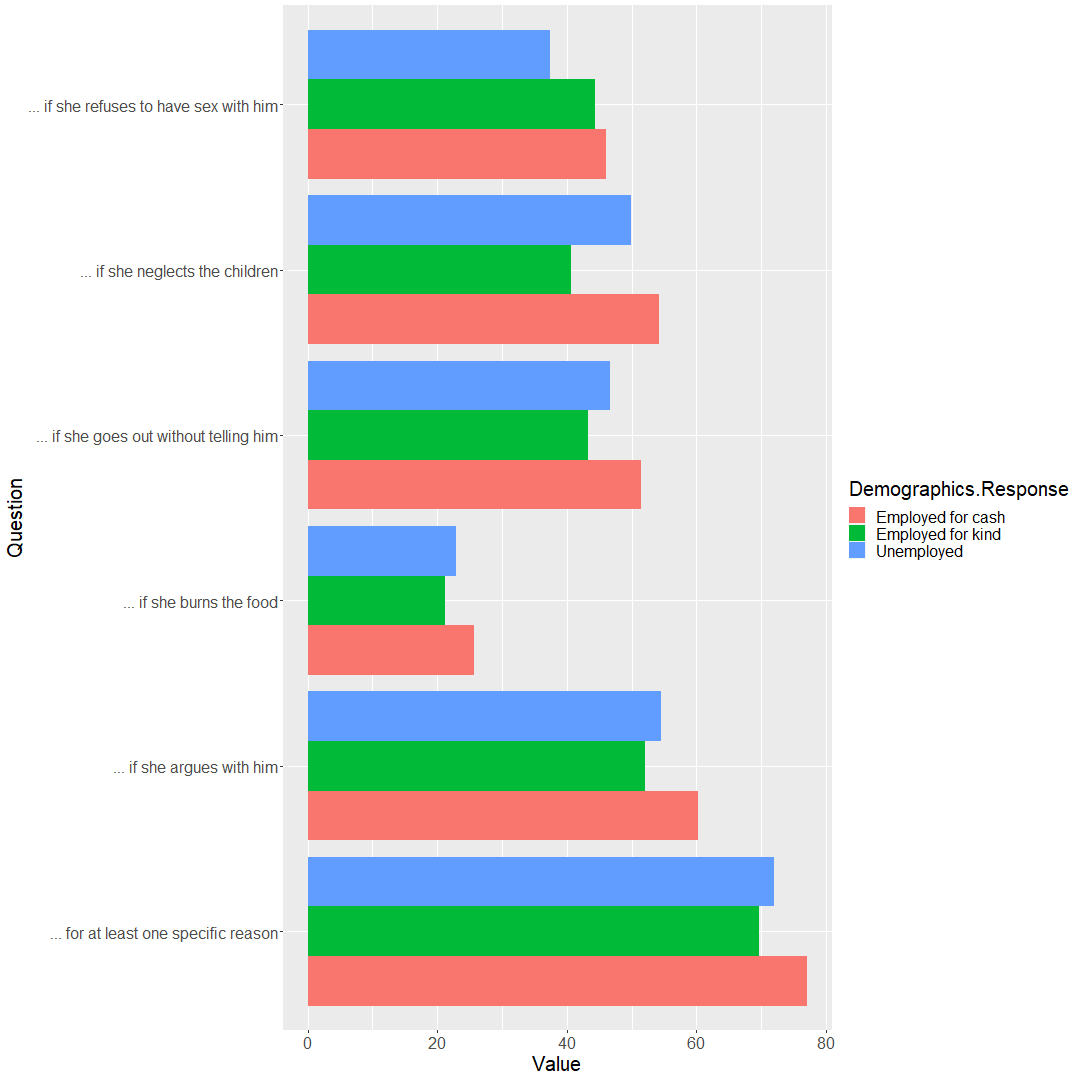 ... if she refuses to have sex with him
... if she neglects the children
... if she goes out without telling him
... if she burns the food
... if she argues with him
... for at least one specific reason
Question
0 20 40 60 80
Value
Demographics.Response
Employed for cash
Employed for kind
Unemployed